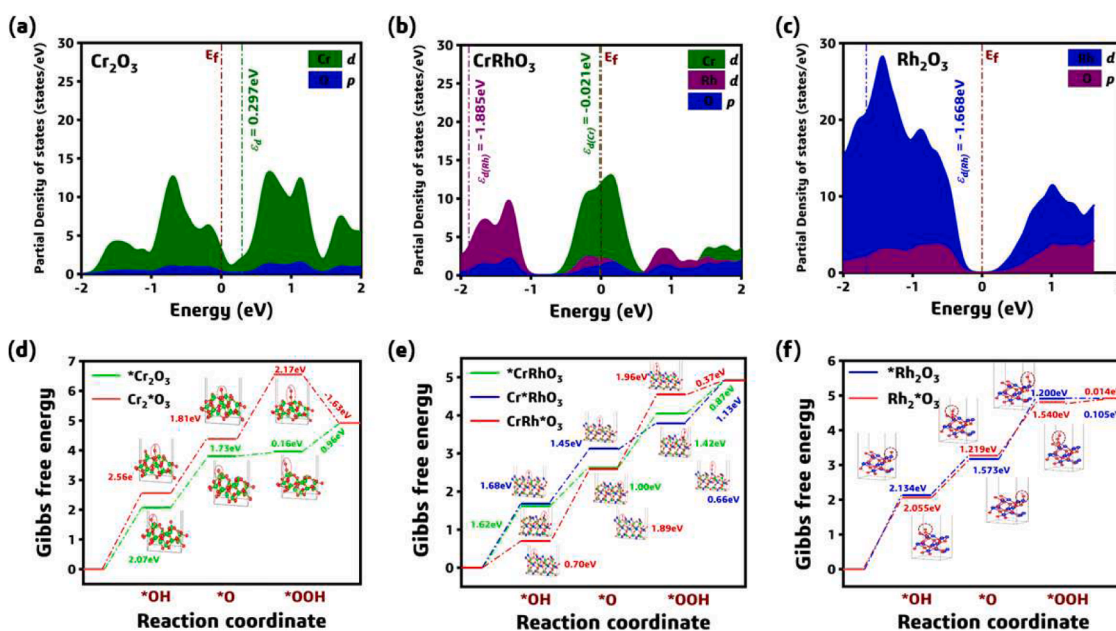 (a)
Partial Density of states (states/eV)
30
25
20
15
10
5
0
Cr₂O₃
E_f
ε_d = 0.297eV
Cr d
O p
-2 -1 0 1 2
Energy (eV)
(b)
Partial Density of states (states/eV)
30
25
20
15
10
5
0
CrRhO₃
ε_d(Rh) = -1.885eV
ε_d(Cr) = -0.021eV
E_f
Cr d
Rh d
O p
-2 -1 0 1 2
Energy (eV)
(c)
Partial Density of states (states/eV)
30
20
10
0
Rh₂O₃
ε_d(Rh) = -1.668eV
E_f
Rh d
O p
-2 -1 0 1 2
Energy (eV)
(d)
Gibbs free energy
7
6
5
4
3
2
1
0
*Cr₂O₃
Cr₂*O₃
2.17eV
-1.63eV
1.81eV
1.73eV
0.16eV
0.96eV
2.56e
2.07eV
*OH *O *OOH
Reaction coordinate
(e)
Gibbs free energy
5
4
3
2
1
0
*CrRhO₃
Cr*RhO₃
CrRh*O₃
1.96eV
0.37eV
0.87eV
1.13eV
1.45eV
1.42eV
1.68eV
1.00eV
0.66eV
1.62eV
1.89eV
0.70eV
*OH *O *OOH
Reaction coordinate
(f)
Gibbs free energy
6
5
4
3
2
1
0
*Rh₂O₃
Rh₂*O₃
1.200eV
0.014eV
1.540eV
0.105eV
1.219eV
1.573eV
2.134eV
2.055eV
*OH *O *OOH
Reaction coordinate